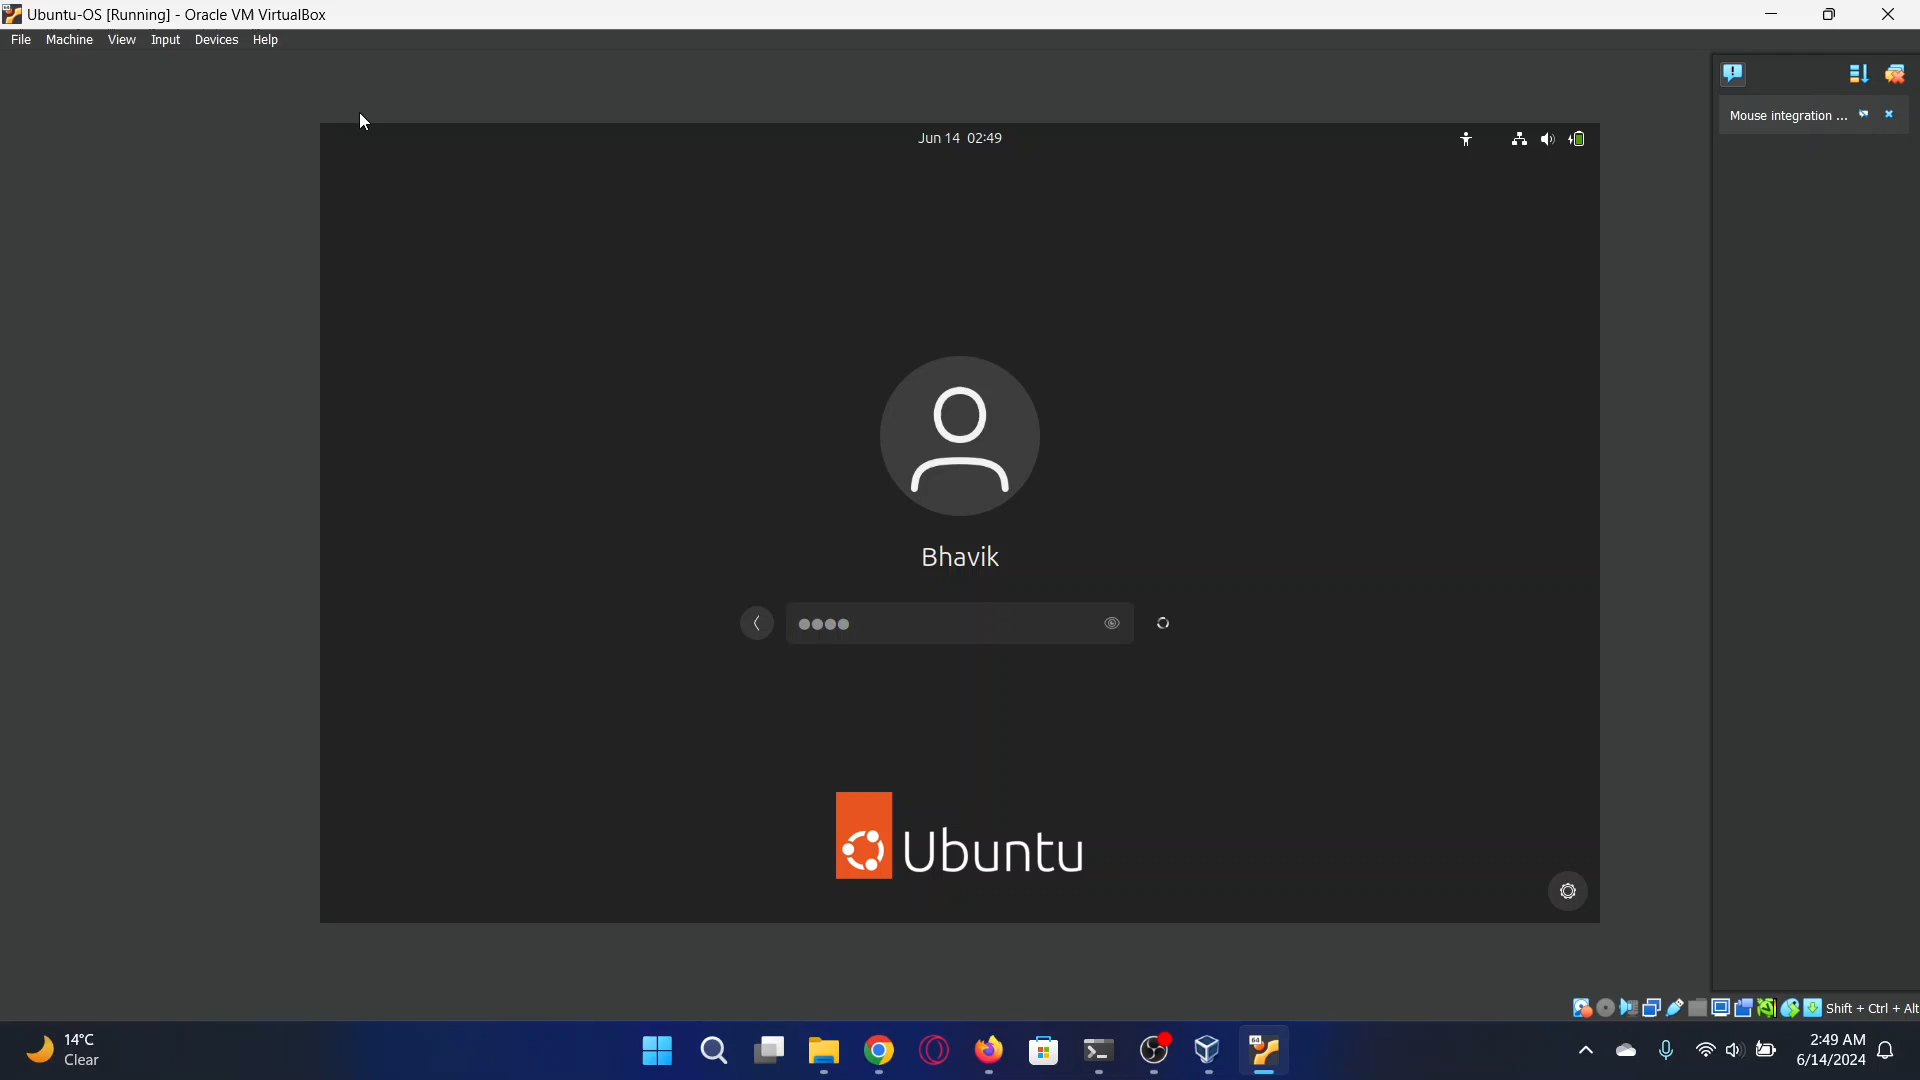 Ubuntu-OS [Running] - Oracle VM VirtualBox
File Machine View Input Devices Help
Mouse integration ...
Jun 14 02:49
Bhavik
Ubuntu
Shift + Ctrl + Alt
14°C
Clear
64
2:49 AM
6/14/2024